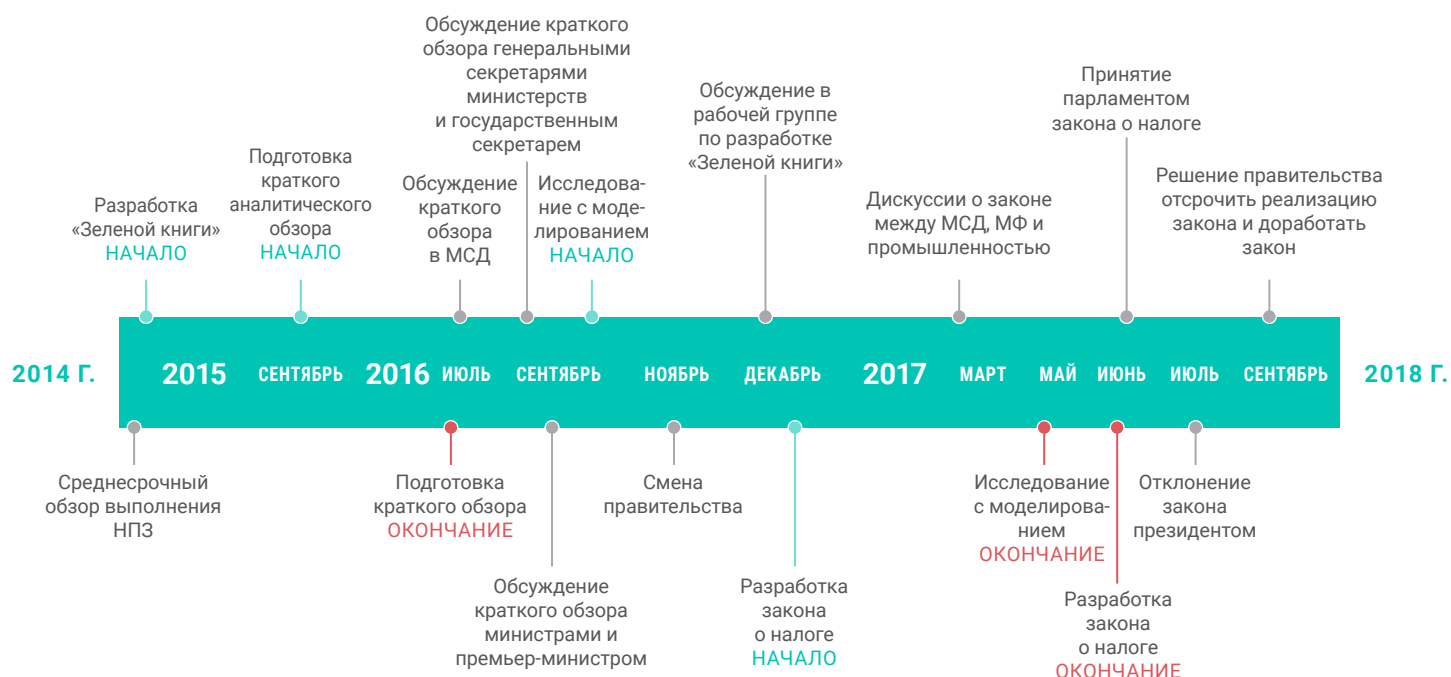 Обсуждение краткого
обзора генеральными
секретарями
министерств
и государственным
секретарем
Принятие
парламентом
закона о налоге
Обсуждение в
рабочей группе
по разработке
«Зеленой книги»
Подготовка
краткого
аналитического
обзора
НАЧАЛО
Разработка
«Зеленой книги»
НАЧАЛО
Обсуждение
краткого
обзора
в МСД
Исследова-
ние с моде-
лированием
НАЧАЛО
Дискуссии о законе
между МСД, МФ и
промышленностью
Решение правительства
отсрочить реализацию
закона и доработать
закон
2014 Г.
2015
СЕНТЯБРЬ
2016
ИЮЛЬ
СЕНТЯБРЬ
НОЯБРЬ
ДЕКАБРЬ
2017
МАРТ
МАЙ
ИЮНЬ
ИЮЛЬ
СЕНТЯБРЬ
2018 Г.
Среднесрочный
обзор выполнения
НПЗ
Подготовка
краткого обзора
ОКОНЧАНИЕ
Обсуждение
краткого обзора
министрами и
премьер-министром
Смена
правительства
Разработка
закона
о налоге
НАЧАЛО
Исследование
с моделирова-
нием
ОКОНЧАНИЕ
Разработка
закона
о налоге
ОКОНЧАНИЕ
Отклонение
закона
президентом